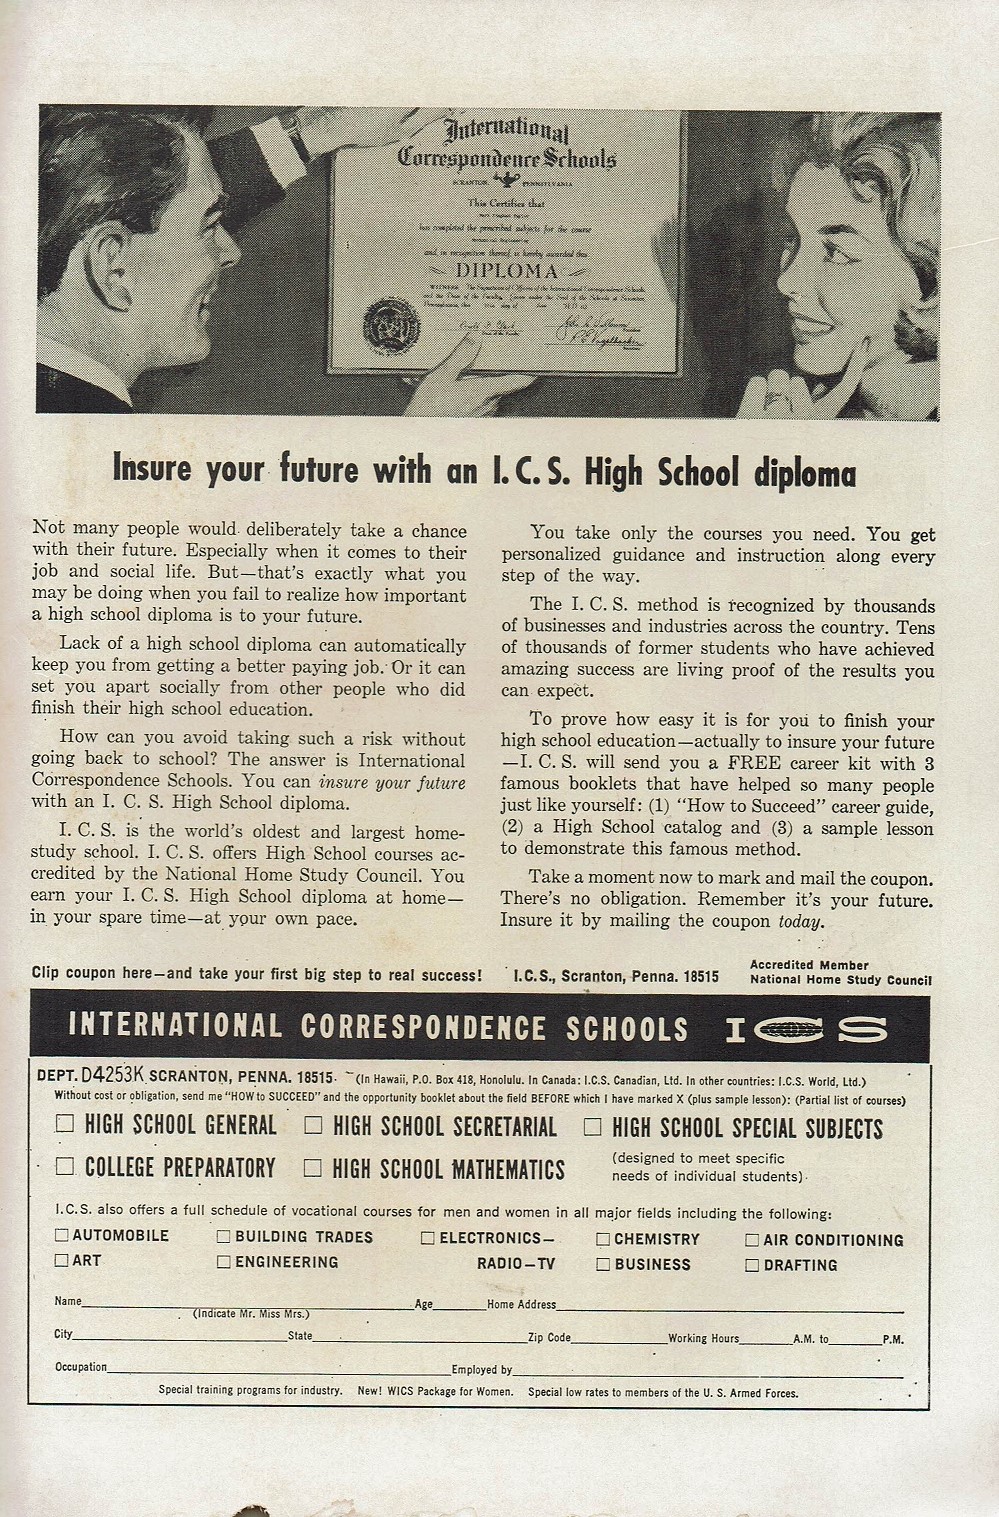 International
Correspondence Schools
SCRANTON, PENNSYLVANIA
This Certifies that
has completed the prescribed subjects for the course
and in recognition thereof is hereby awarded this
DIPLOMA
Insure your future with an I.C.S. High School diploma
Not many people would deliberately take a chance
with their future. Especially when it comes to their
job and social life. But—that's exactly what you
may be doing when you fail to realize how important
a high school diploma is to your future.
Lack of a high school diploma can automatically
keep you from getting a better paying job. Or it can
set you apart socially from other people who did
finish their high school education.
How can you avoid taking such a risk without
going back to school? The answer is International
Correspondence Schools. You can insure your future
with an I. C. S. High School diploma.
I. C. S. is the world's oldest and largest home-
study school. I. C. S. offers High School courses ac-
credited by the National Home Study Council. You
earn your I. C. S. High School diploma at home—
in your spare time—at your own pace.
You take only the courses you need. You get
personalized guidance and instruction along every
step of the way.
The I. C. S. method is recognized by thousands
of businesses and industries across the country. Tens
of thousands of former students who have achieved
amazing success are living proof of the results you
can expect.
To prove how easy it is for you to finish your
high school education—actually to insure your future
—I. C. S. will send you a FREE career kit with 3
famous booklets that have helped so many people
just like yourself: (1) "How to Succeed" career guide,
(2) a High School catalog and (3) a sample lesson
to demonstrate this famous method.
Take a moment now to mark and mail the coupon.
There's no obligation. Remember it's your future.
Insure it by mailing the coupon today.
Clip coupon here—and take your first big step to real success! I.C.S., Scranton, Penna. 18515
Accredited Member
National Home Study Council
INTERNATIONAL CORRESPONDENCE SCHOOLS ICS
DEPT. D4253K SCRANTON, PENNA. 18515. (In Hawaii, P.O. Box 418, Honolulu. In Canada: I.C.S. Canadian, Ltd. In other countries: I.C.S. World, Ltd.)
Without cost or obligation, send me "HOW to SUCCEED" and the opportunity booklet about the field BEFORE which I have marked X (plus sample lesson): (Partial list of courses)
☐ HIGH SCHOOL GENERAL ☐ HIGH SCHOOL SECRETARIAL ☐ HIGH SCHOOL SPECIAL SUBJECTS
☐ COLLEGE PREPARATORY ☐ HIGH SCHOOL MATHEMATICS
(designed to meet specific
needs of individual students)
I.C.S. also offers a full schedule of vocational courses for men and women in all major fields including the following:
☐ AUTOMOBILE ☐ BUILDING TRADES ☐ ELECTRONICS— ☐ CHEMISTRY ☐ AIR CONDITIONING
☐ ART ☐ ENGINEERING RADIO—TV ☐ BUSINESS ☐ DRAFTING
Name Age Home Address
(Indicate Mr. Miss Mrs.)
City State Zip Code Working Hours A.M. to P.M.
Occupation Employed by
Special training programs for industry. New! WICS Package for Women. Special low rates to members of the U. S. Armed Forces.